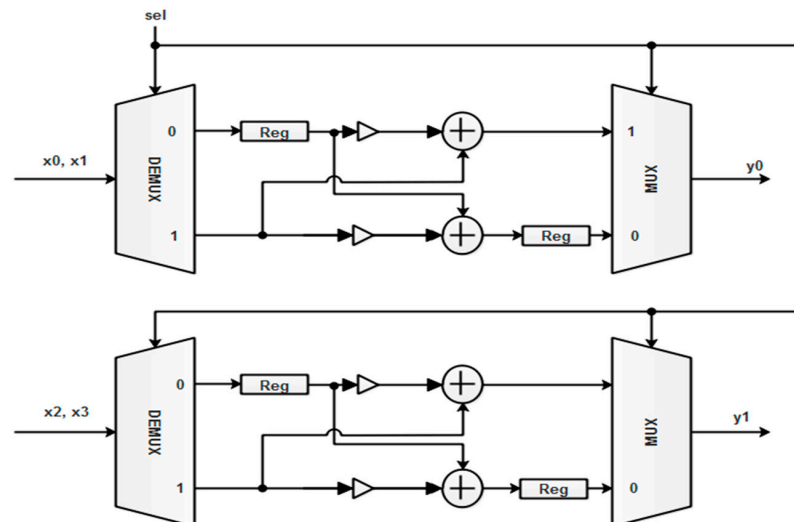 sel
0
Reg
1
x0, x1
DEMUX
MUX
y0
1
Reg
0
0
Reg
x2, x3
DEMUX
MUX
y1
1
Reg
0